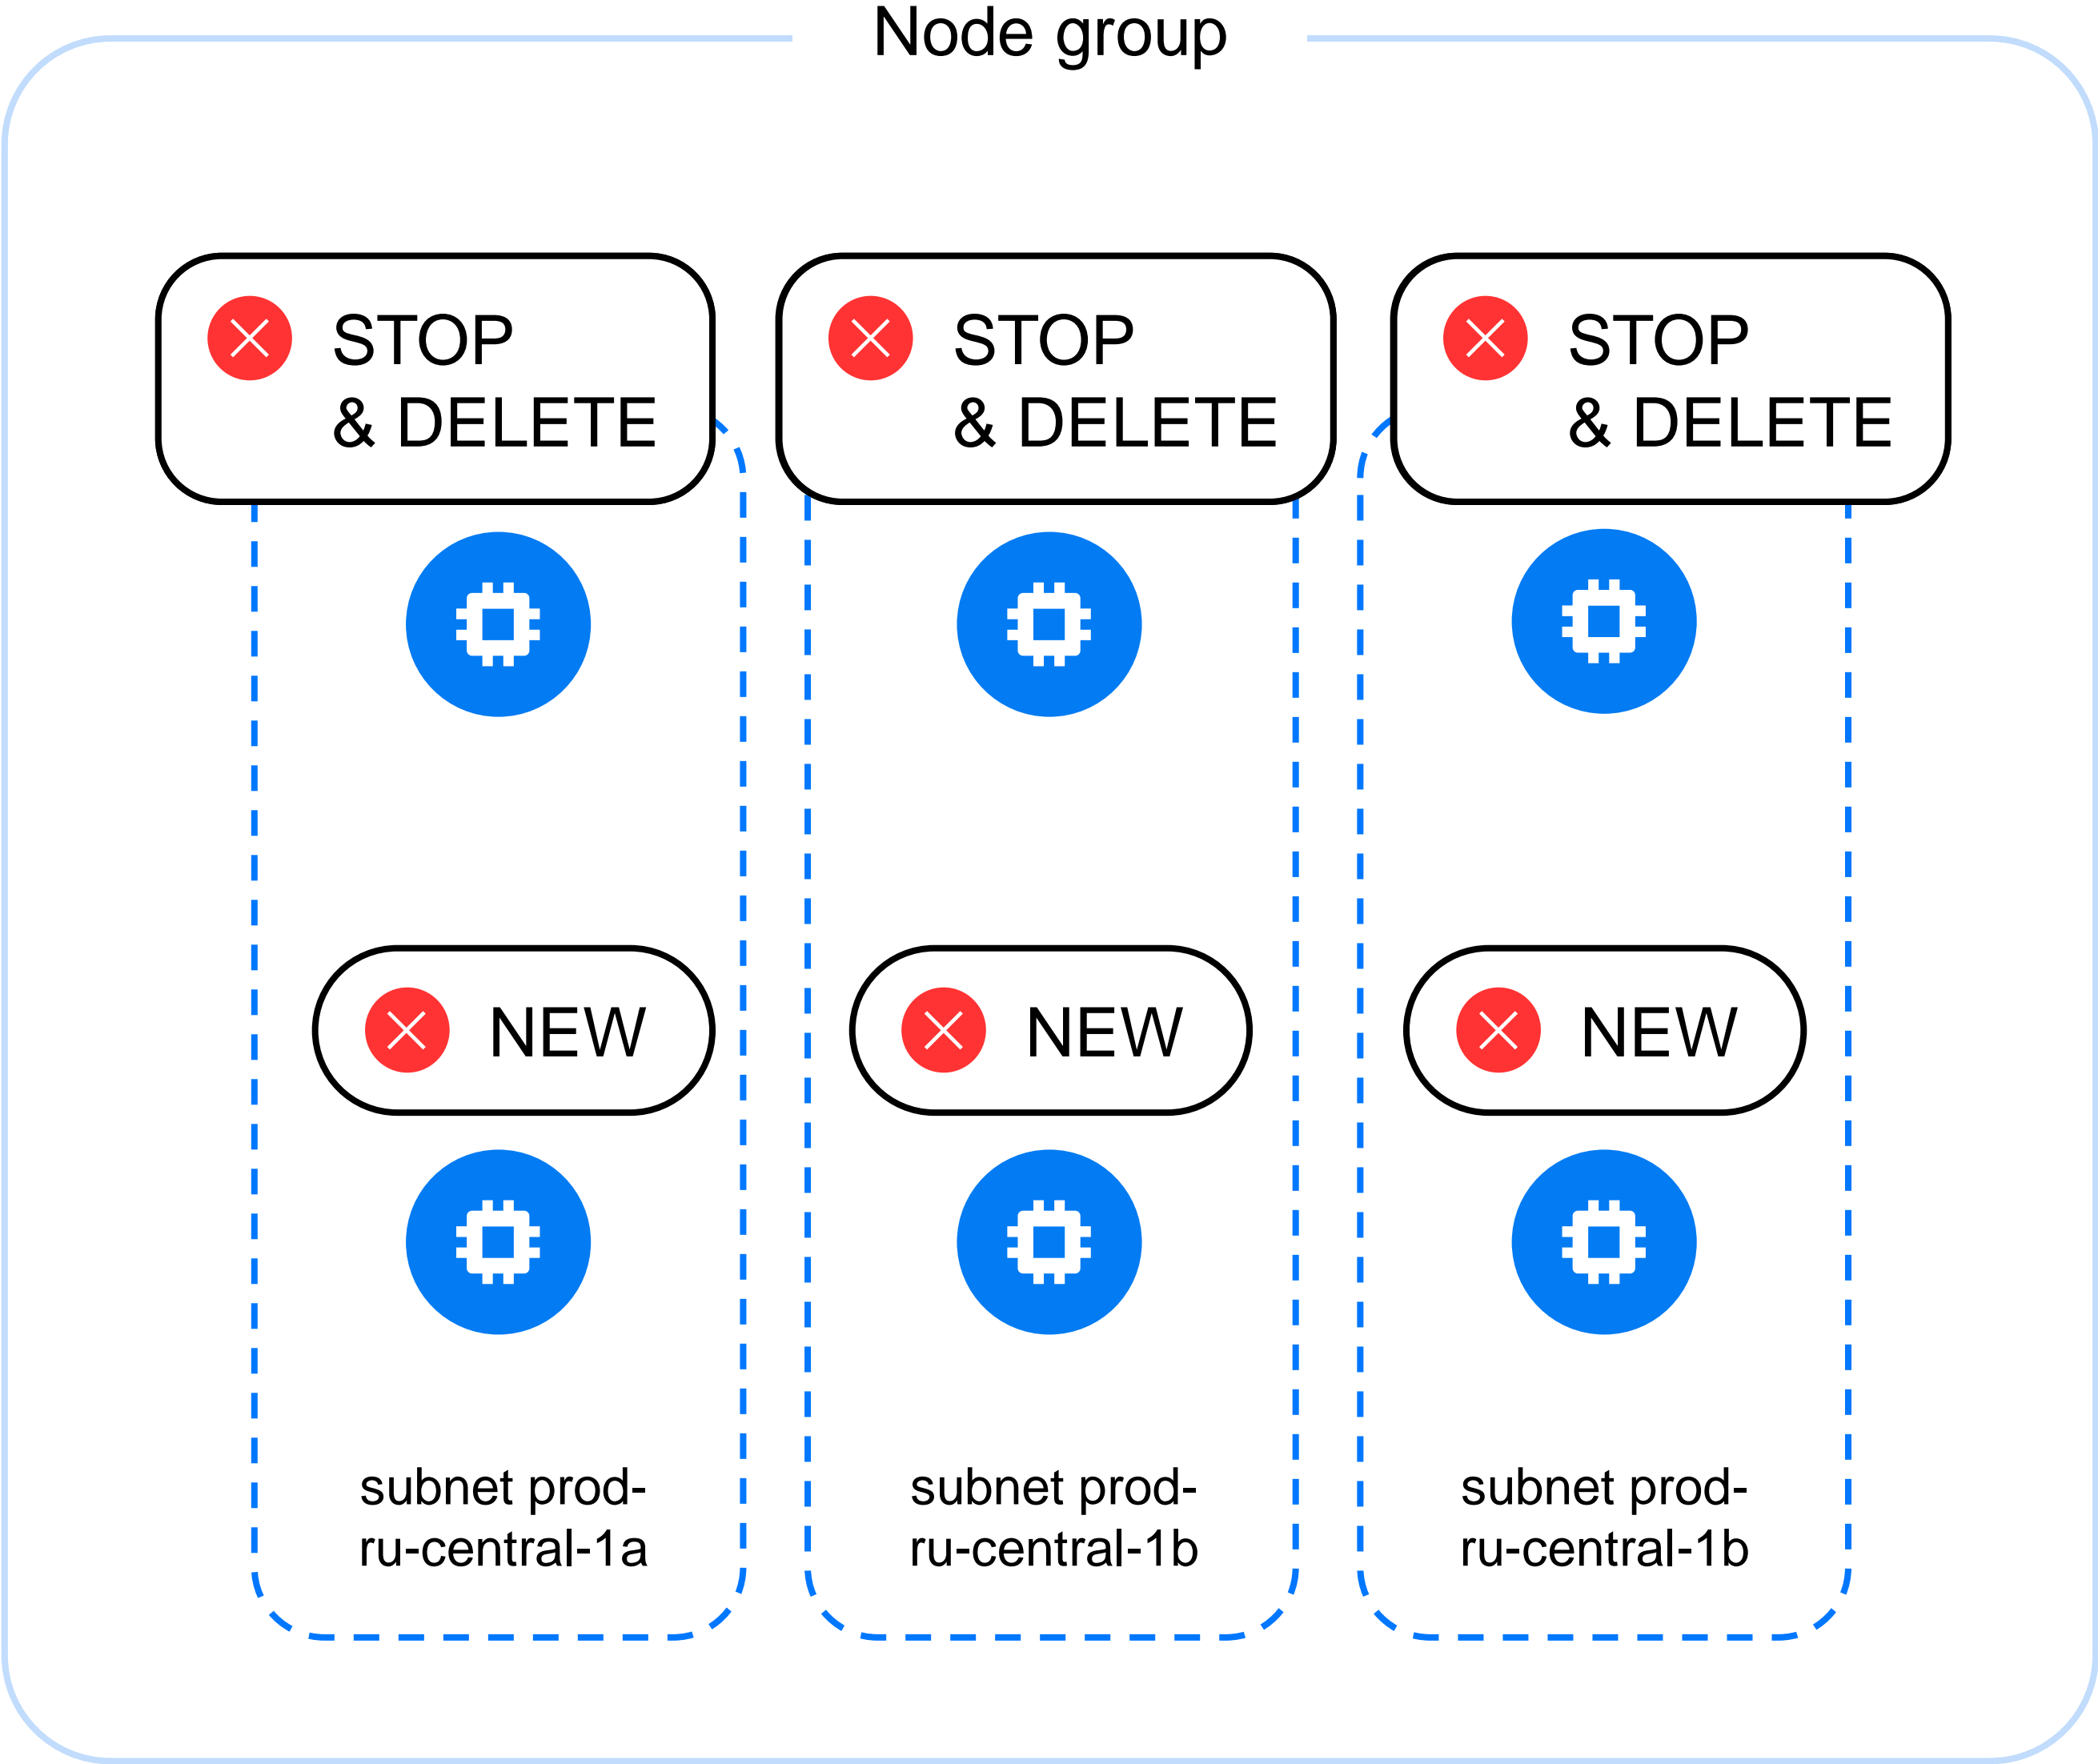 Node group
STOP
& DELETE
STOP
& DELETE
STOP
& DELETE
NEW
NEW
NEW
subnet prod-
ru-central-1a
subnet prod-
ru-central-1b
subnet prod-
ru-central-1b